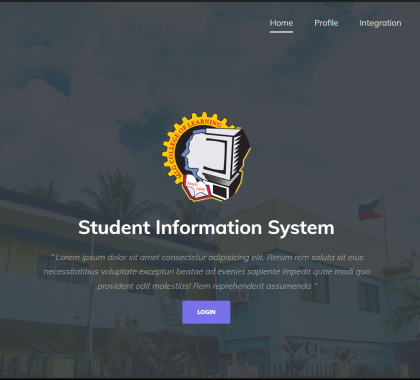 Home Profile Integration
COLLEGE OF LEARNING
SINCE
Student Information System
"Lorem ipsum dolor sit amet consectetur adipisicing elit. Rerum rem soluta sit eius
necessitatibus voluptate excepturi beatae ad eveniet sapiente impedit quae modi quo
provident odit molestias! Rem reprehenderit assumenda "
LOGIN